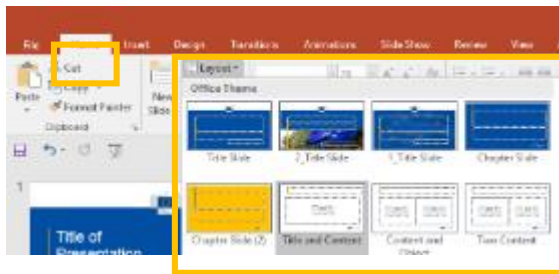 File Insert Design Transitions Animations Slide Show Review View
Cut
Copy
Paste
Format Painter
Clipboard
New
Slide
Layout
Office Theme
Title Slide 2_Title Slide 1_Title Slide Chapter Slide
Chapter Slide (2) Title and Content Content and Two Content
Object
1
Title of
Presentation